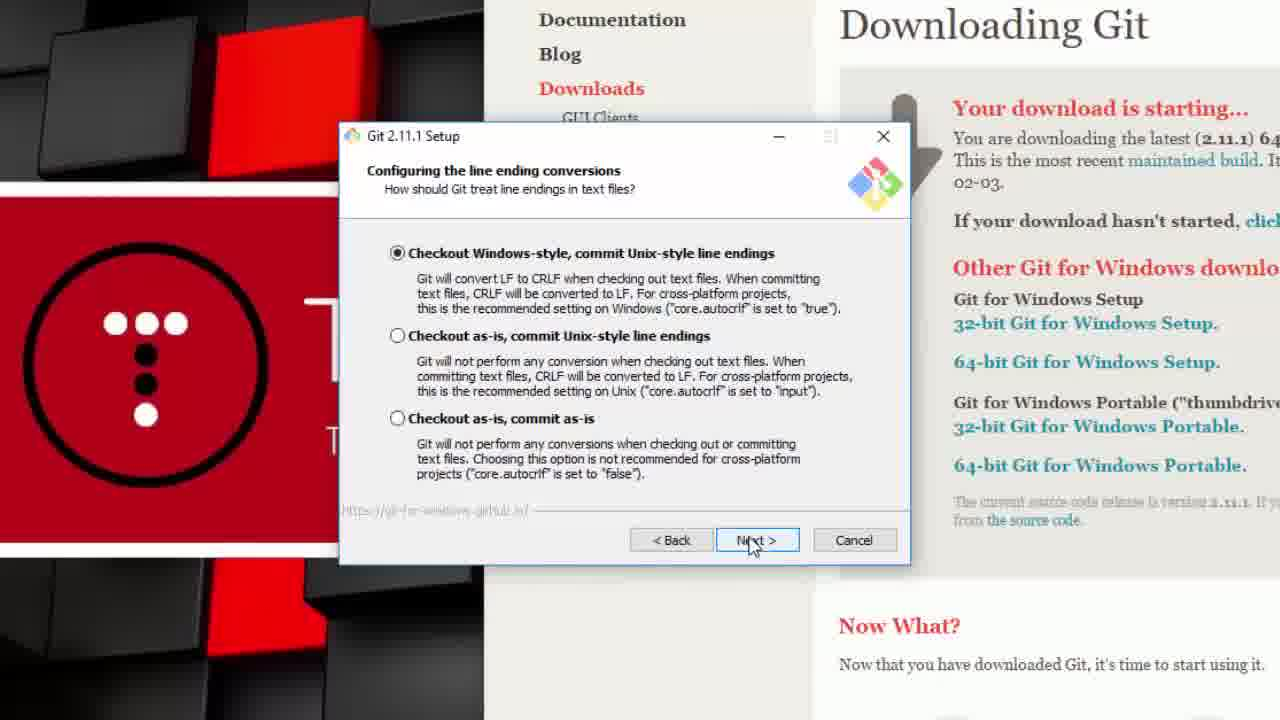 Documentation
Blog
Downloads
GUI Clients
Downloading Git
Your download is starting...
You are downloading the latest (2.11.1) 64
This is the most recent maintained build. It
02-03.
If your download hasn't started, click
Other Git for Windows downlo
Git for Windows Setup
32-bit Git for Windows Setup.
64-bit Git for Windows Setup.
Git for Windows Portable ("thumbdrive
32-bit Git for Windows Portable.
64-bit Git for Windows Portable.
The current source code release is version 2.11.1. If you
from the source code.
Now What?
Now that you have downloaded Git, it's time to start using it.
Git 2.11.1 Setup
Configuring the line ending conversions
How should Git treat line endings in text files?
Checkout Windows-style, commit Unix-style line endings
Git will convert LF to CRLF when checking out text files. When committing
text files, CRLF will be converted to LF. For cross-platform projects,
this is the recommended setting on Windows ("core.autocrlf" is set to "true").
Checkout as-is, commit Unix-style line endings
Git will not perform any conversion when checking out text files. When
committing text files, CRLF will be converted to LF. For cross-platform projects,
this is the recommended setting on Unix ("core.autocrlf" is set to "input").
Checkout as-is, commit as-is
Git will not perform any conversions when checking out or committing
text files. Choosing this option is not recommended for cross-platform
projects ("core.autocrlf" is set to "false").
https://git-for-windows.github.io/
< Back
Next >
Cancel